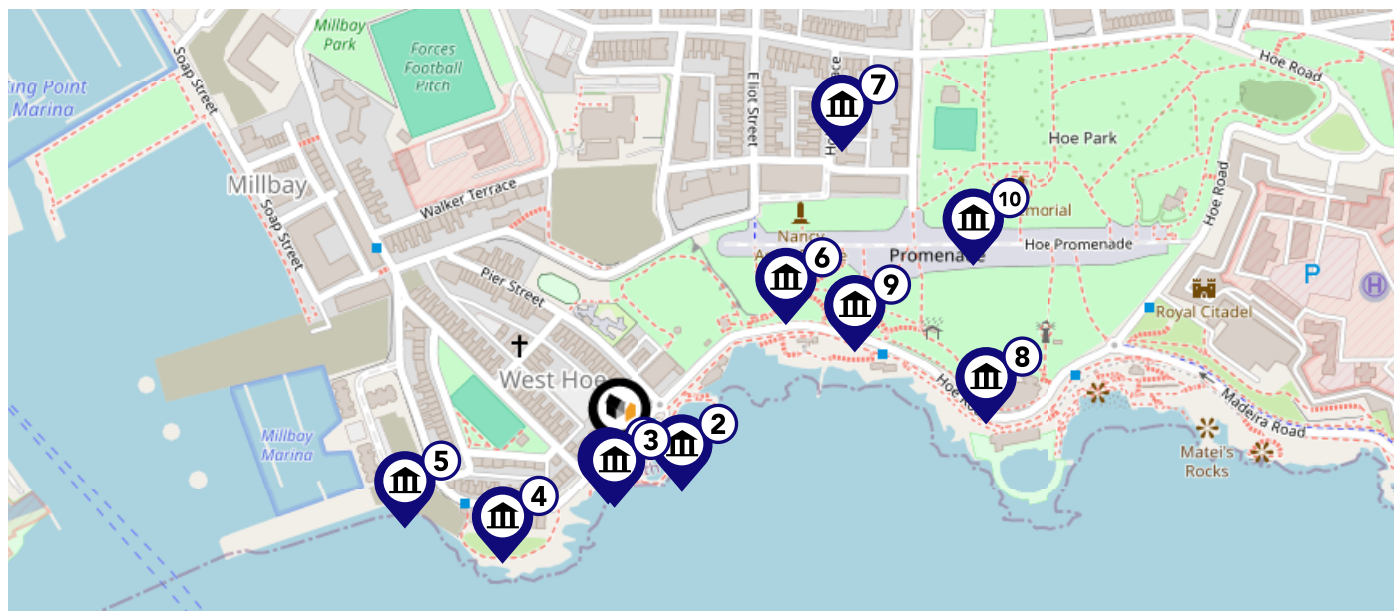 Millbay
Park
Forces
Football
Pitch
Hoe Road
Soap Street
ing Point
Marina
Eliot Street
7
Hoe Park
Millbay
Walker Terrace
Hoe Road
10
Nancy
Hoe Promenade
Promenade
Soap Street
6
P
H
Pier Street
9
Royal Citadel
West Hoe
8
Madeira Road
2
3
Millbay
Marina
Matei's
Rocks
5
4